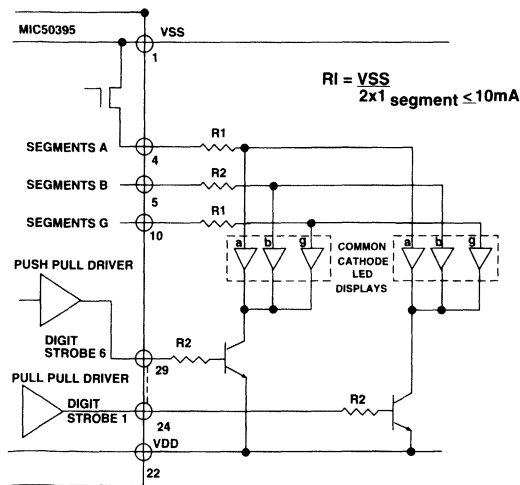 MIC50395
VSS
1
RI = VSS
2x1 segment ≤10mA
SEGMENTS A
4
R1
SEGMENTS B
5
R2
SEGMENTS G
10
R1
a b g
COMMON
CATHODE
LED
DISPLAYS
a b g
PUSH PULL DRIVER
DIGIT
STROBE 6
29
R2
PULL PULL DRIVER
DIGIT
STROBE 1
24
R2
VDD
22